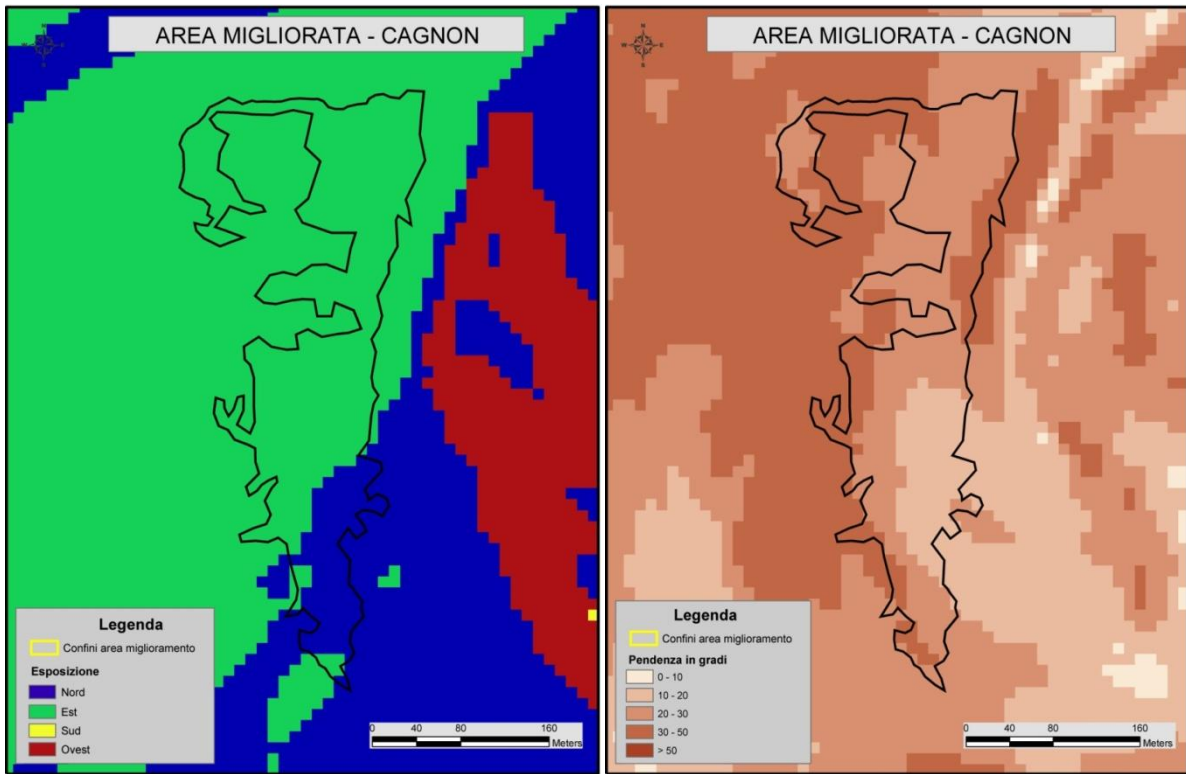 AREA MIGLIORATA - CAGNON
Legenda
Confini area miglioramento
Esposizione
Nord
Est
Sud
Ovest
0 40 80 160
Meters
AREA MIGLIORATA - CAGNON
Legenda
Confini area miglioramento
Pendenza in gradi
0 - 10
10 - 20
20 - 30
30 - 50
> 50
0 40 80 160
Meters